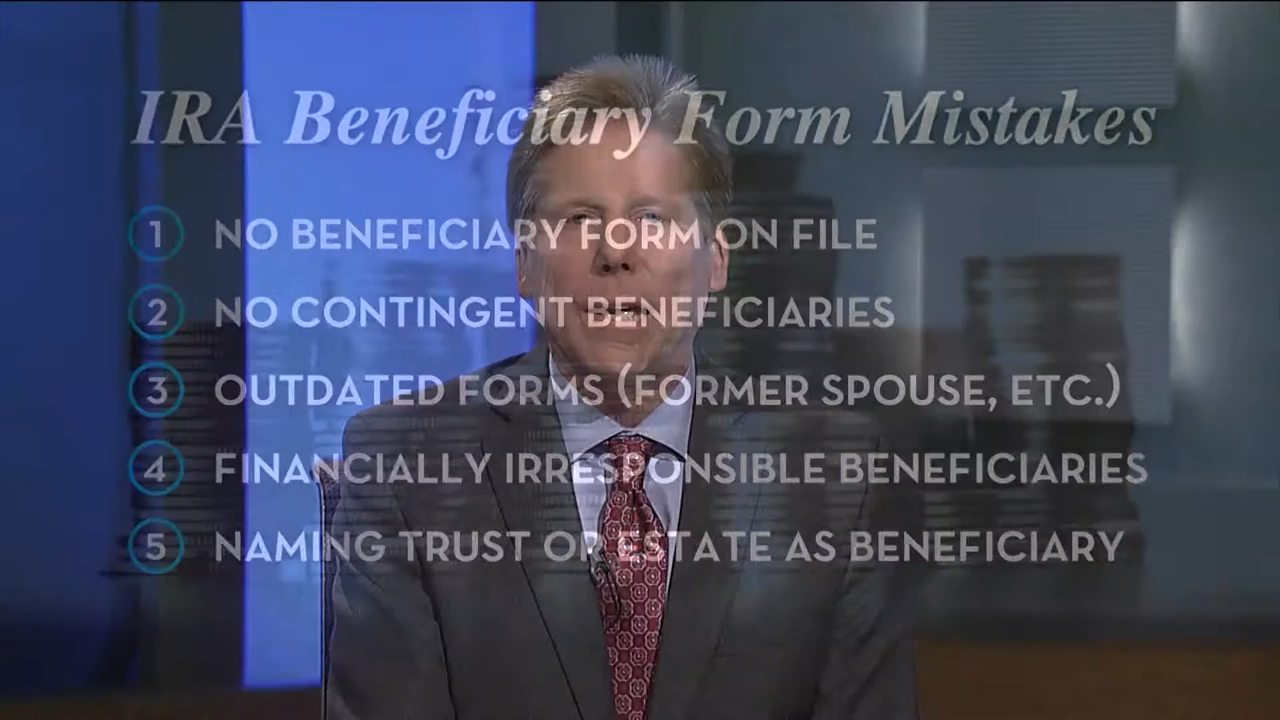 IRA Beneficiary Form Mistakes
1 NO BENEFICIARY FORM ON FILE
2 NO CONTINGENT BENEFICIARIES
3 OUTDATED FORMS (FORMER SPOUSE, ETC.)
4 FINANCIALLY IRRESPONSIBLE BENEFICIARIES
5 NAMING TRUST OR ESTATE AS BENEFICIARY